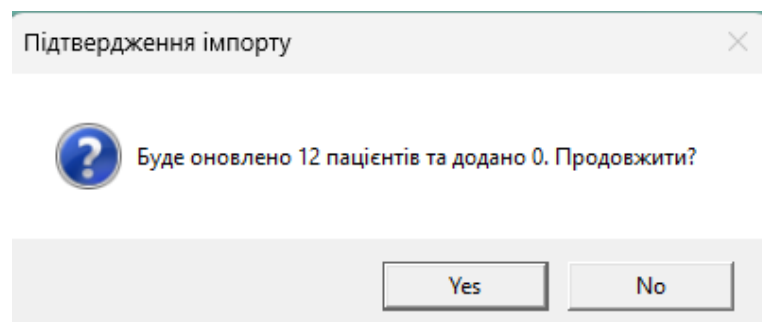 Підтвердження імпорту
Буде оновлено 12 пацієнтів та додано 0. Продовжити?
Yes
No